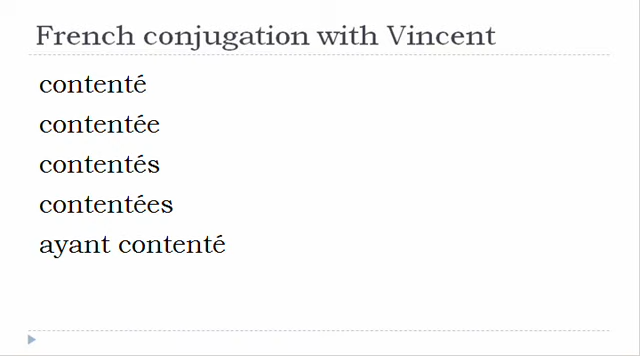 French conjugation with Vincent
contenté
contentée
contentés
contentées
ayant contenté